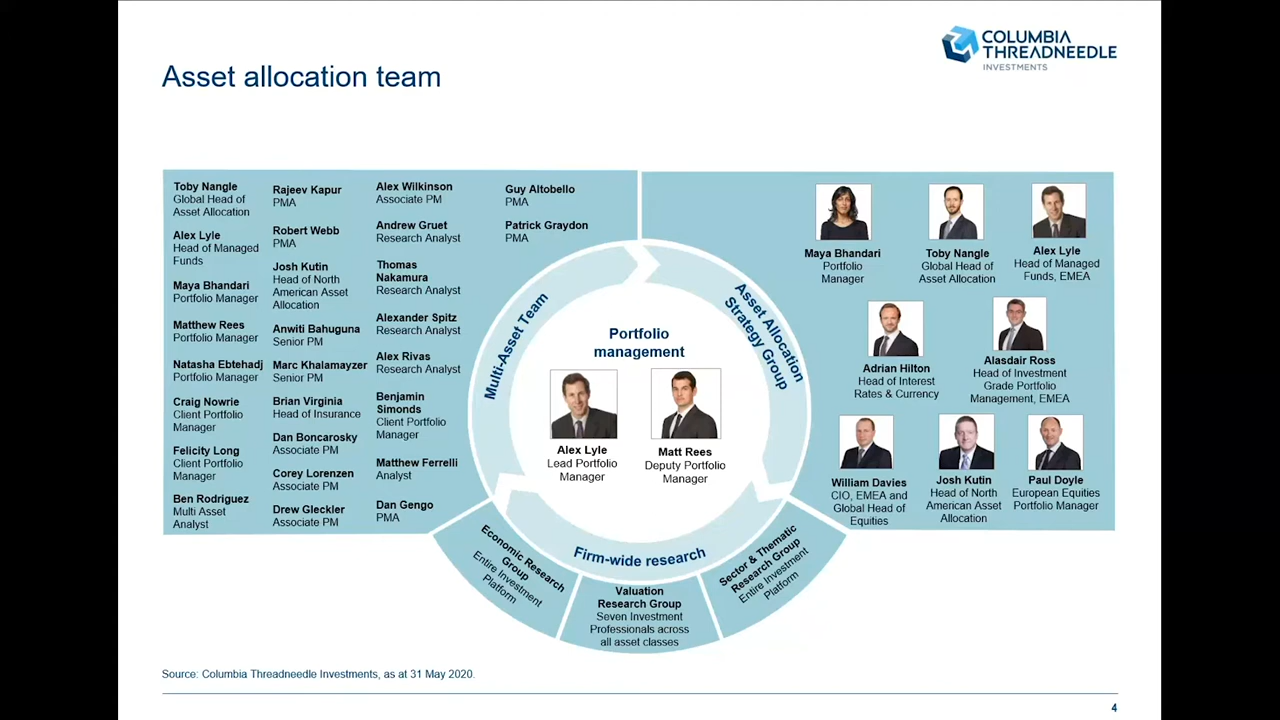 COLUMBIA
THREADNEEDLE
INVESTMENTS
Asset allocation team
Toby Nangle
Global Head of
Asset Allocation
Alex Lyle
Head of Managed
Funds
Maya Bhandari
Portfolio Manager
Matthew Rees
Portfolio Manager
Natasha Ebtehadj
Portfolio Manager
Craig Nowrie
Client Portfolio
Manager
Felicity Long
Client Portfolio
Manager
Ben Rodriguez
Multi Asset
Analyst
Rajeev Kapur
PMA
Robert Webb
PMA
Josh Kutin
Head of North
American Asset
Allocation
Anwiti Bahuguna
Senior PM
Marc Khalamayzer
Senior PM
Brian Virginia
Head of Insurance
Dan Boncarosky
Associate PM
Corey Lorenzen
Associate PM
Drew Gleckler
Associate PM
Alex Wilkinson
Associate PM
Andrew Gruet
Research Analyst
Thomas
Nakamura
Research Analyst
Alexander Spitz
Research Analyst
Alex Rivas
Research Analyst
Benjamin
Simonds
Client Portfolio
Manager
Matthew Ferrelli
Analyst
Dan Gengo
PMA
Guy Altobello
PMA
Patrick Graydon
PMA
Multi-Asset Team
Portfolio
management
Alex Lyle
Lead Portfolio
Manager
Matt Rees
Deputy Portfolio
Manager
Asset Allocation
Strategy Group
Maya Bhandari
Portfolio
Manager
Toby Nangle
Global Head of
Asset Allocation
Alex Lyle
Head of Managed
Funds, EMEA
Adrian Hilton
Head of Interest
Rates & Currency
Alasdair Ross
Head of Investment
Grade Portfolio
Management, EMEA
William Davies
CIO, EMEA and
Global Head of
Equities
Josh Kutin
Head of North
American Asset
Allocation
Paul Doyle
European Equities
Portfolio Manager
Firm-wide research
Economic Research
Group
Entire Investment
Platform
Valuation
Research Group
Seven Investment
Professionals across
all asset classes
Sector & Thematic
Research Group
Entire Investment
Platform
Source: Columbia Threadneedle Investments, as at 31 May 2020.
4